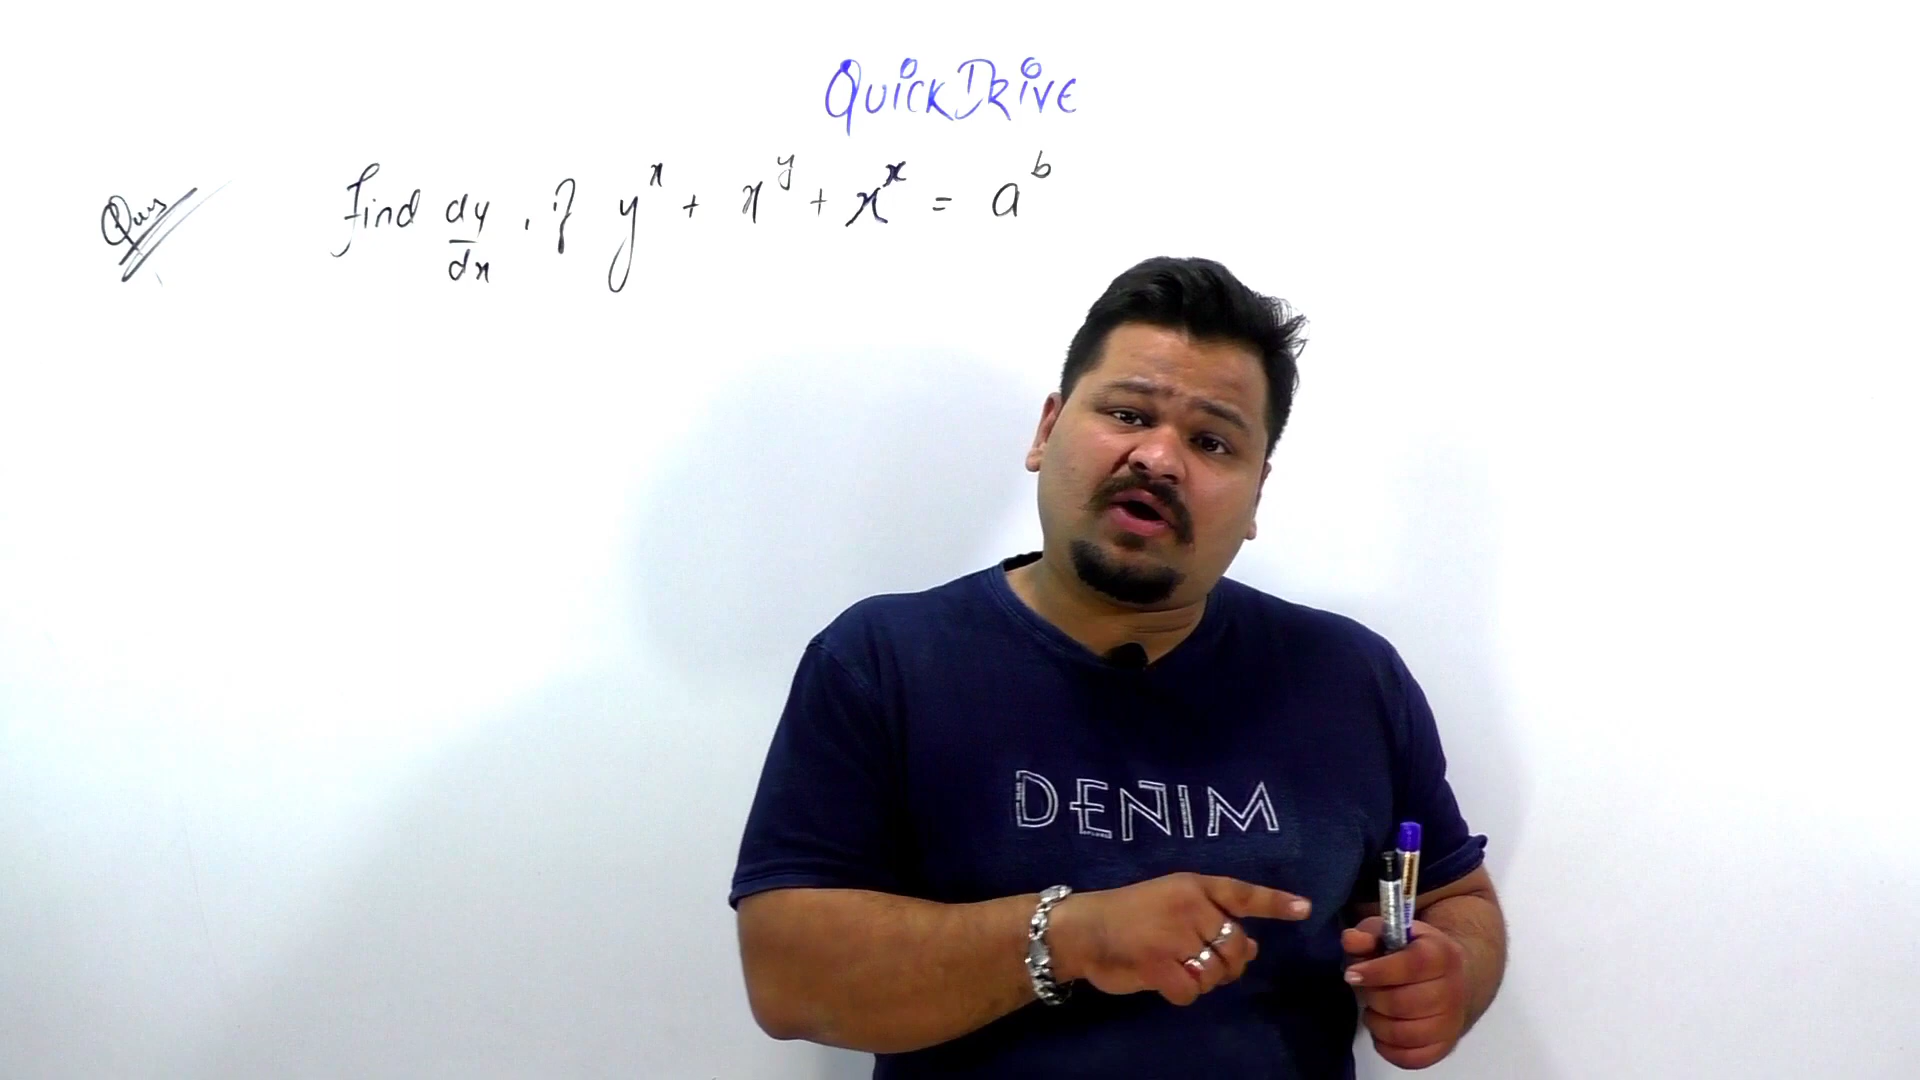 QUICKDRIVE
Ques Find dy/dx , if y^x + x^y + x^x = a^b
DENIM